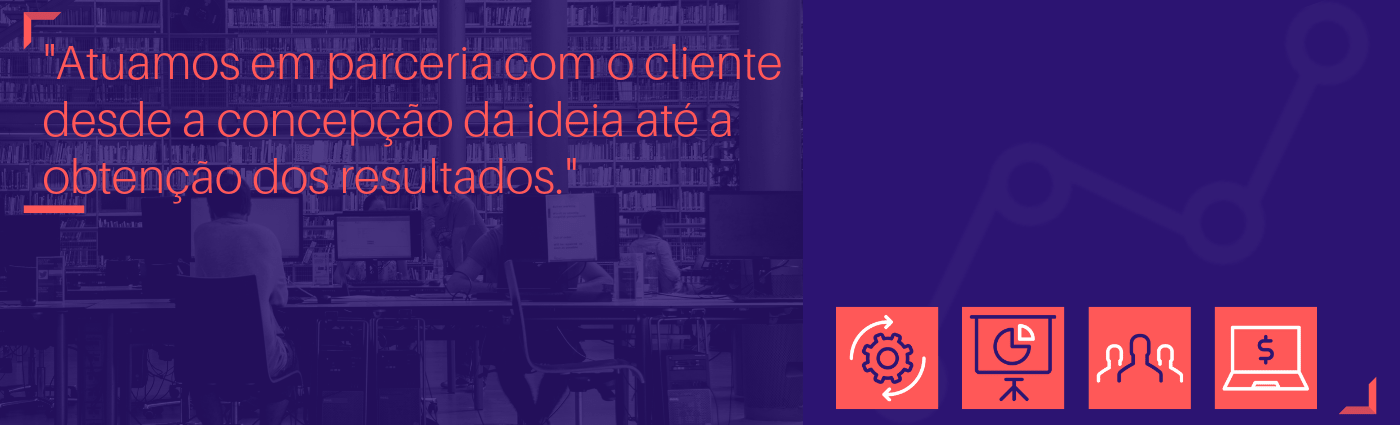 "Atuamos em parceria com o cliente
desde a concepção da ideia até a
obtenção dos resultados."
$